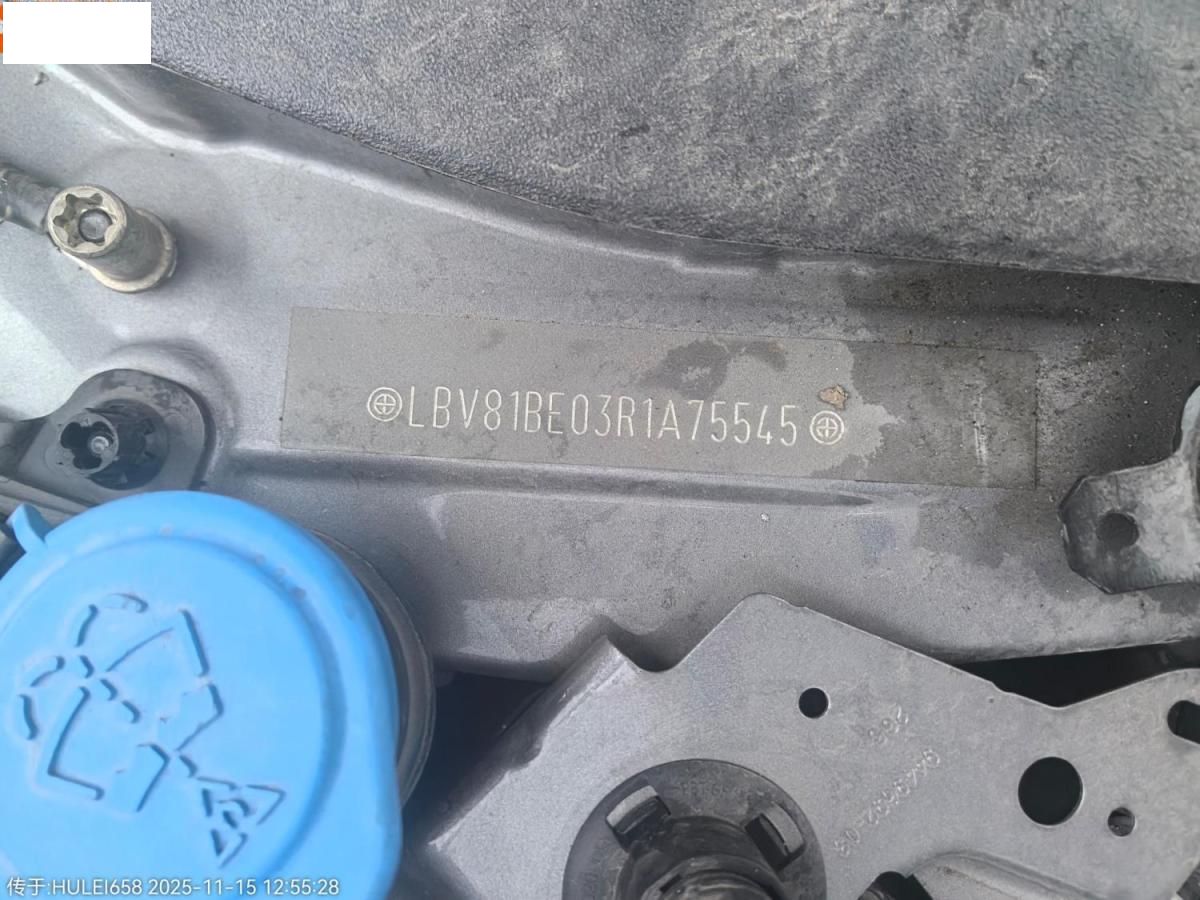 LBV81BE03R1A75545
传于:HULEI658 2025-11-15 12:55:28